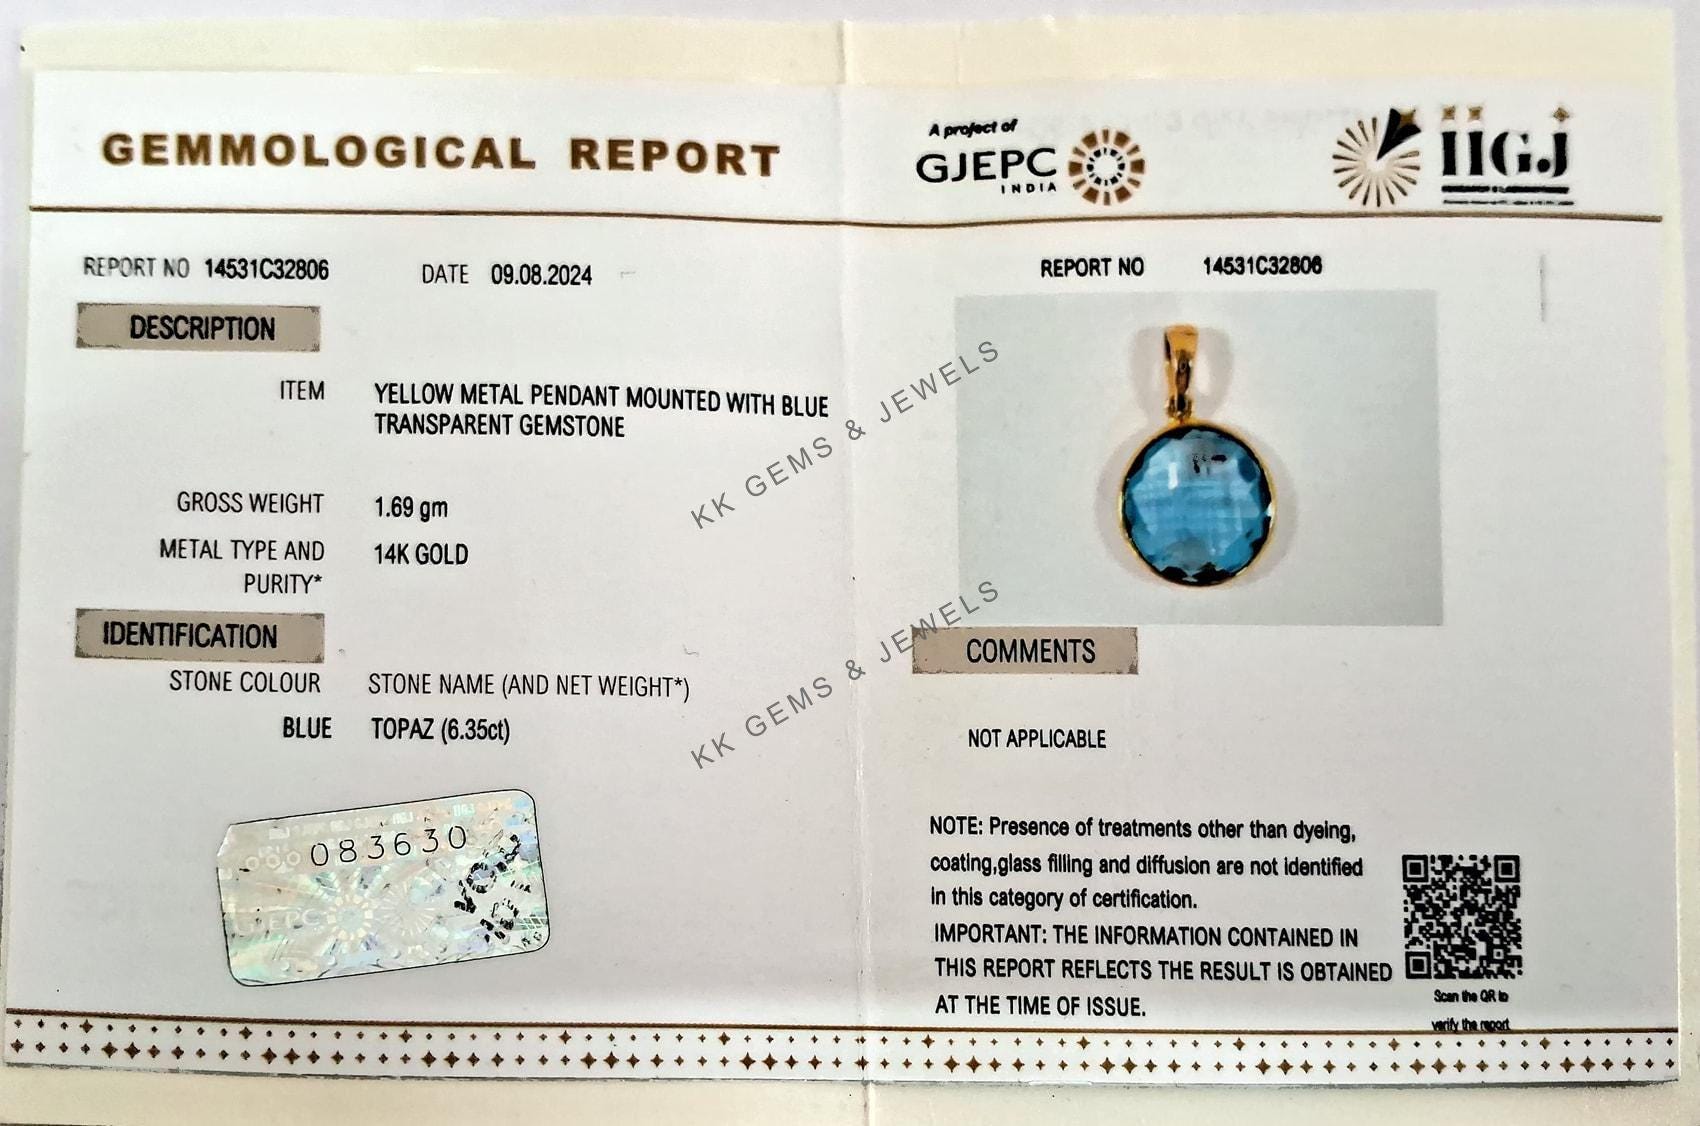 GEMMOLOGICAL REPORT
A project of
GJEPC
INDIA
IIGJ
REPORT NO 14531C32806 DATE 09.08.2024
DESCRIPTION
ITEM YELLOW METAL PENDANT MOUNTED WITH BLUE
TRANSPARENT GEMSTONE
GROSS WEIGHT 1.69 gm
METAL TYPE AND 14K GOLD
PURITY*
IDENTIFICATION
STONE COLOUR STONE NAME (AND NET WEIGHT*)
BLUE TOPAZ (6.35ct)
083630
GJEPC
REPORT NO 14531C32806
KK GEMS & JEWELS
KK GEMS & JEWELS
COMMENTS
NOT APPLICABLE
NOTE: Presence of treatments other than dyeing,
coating,glass filling and diffusion are not identified
in this category of certification.
IMPORTANT: THE INFORMATION CONTAINED IN
THIS REPORT REFLECTS THE RESULT IS OBTAINED
AT THE TIME OF ISSUE.
Scan the QR to
verify the report